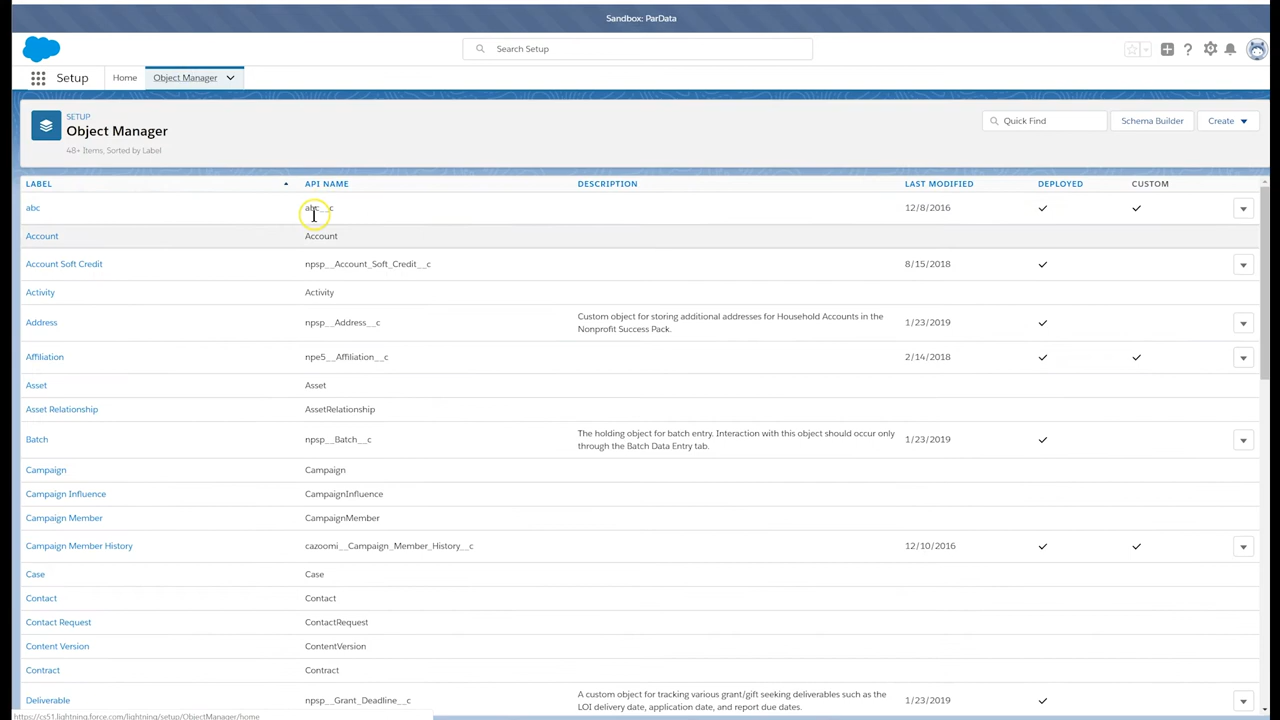 Sandbox: ParData
Search Setup
Setup
Home
Object Manager
SETUP
Object Manager
48+ Items, Sorted by Label
Quick Find
Schema Builder
Create
LABEL API NAME DESCRIPTION LAST MODIFIED DEPLOYED CUSTOM
abc abc__c 12/8/2016
Account Account
Account Soft Credit npsp__Account_Soft_Credit__c 8/15/2018
Activity Activity
Address npsp__Address__c Custom object for storing additional addresses for Household Accounts in the 1/23/2019
Nonprofit Success Pack.
Affiliation npe5__Affiliation__c 2/14/2018
Asset Asset
Asset Relationship AssetRelationship
Batch npsp__Batch__c The holding object for batch entry. Interaction with this object should occur only 1/23/2019
through the Batch Data Entry tab.
Campaign Campaign
Campaign Influence CampaignInfluence
Campaign Member CampaignMember
Campaign Member History cazoomi__Campaign_Member_History__c 12/10/2016
Case Case
Contact Contact
Contact Request ContactRequest
Content Version ContentVersion
Contract Contract
Deliverable npsp__Grant_Deadline__c A custom object for tracking various grant/gift seeking deliverables such as the 1/23/2019
LOI delivery date, application date, and report due dates.
https://cs51.lightning.force.com/lightning/setup/ObjectManager/home